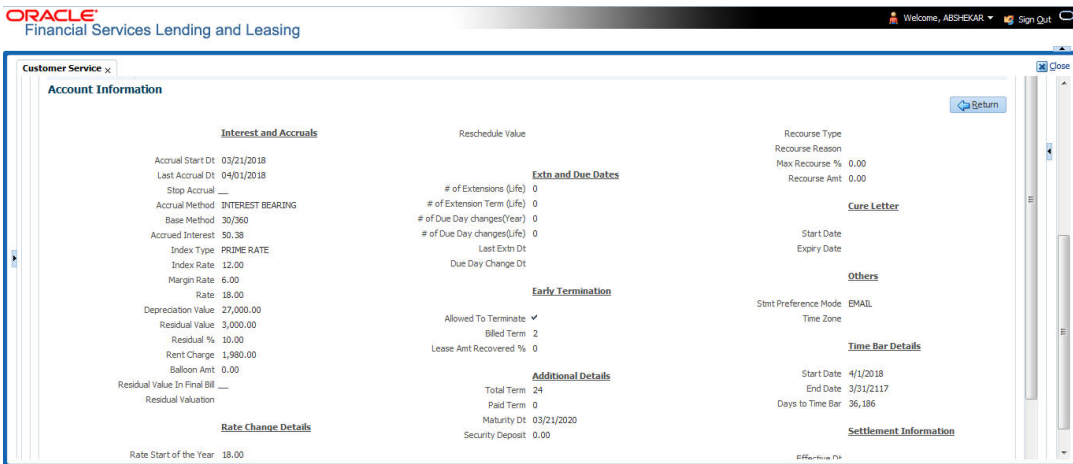 ORACLE
Financial Services Lending and Leasing
Welcome, ABSHEKAR
Sign Out
Customer Service x
Close
Account Information
Return
Interest and Accruals
Accrual Start Dt 03/21/2018
Last Accrual Dt 04/01/2018
Stop Accrual __
Accrual Method INTEREST BEARING
Base Method 30/360
Accrued Interest 50.38
Index Type PRIME RATE
Index Rate 12.00
Margin Rate 6.00
Rate 18.00
Depreciation Value 27,000.00
Residual Value 3,000.00
Residual % 10.00
Rent Charge 1,980.00
Balloon Amt 0.00
Residual Value In Final Bill __
Residual Valuation
Rate Change Details
Rate Start of the Year 18.00
Reschedule Value
Extn and Due Dates
# of Extensions (Life) 0
# of Extension Term (Life) 0
# of Due Day changes(Year) 0
# of Due Day changes(Life) 0
Last Extn Dt
Due Day Change Dt
Early Termination
Allowed To Terminate ✔
Billed Term 2
Lease Amt Recovered % 0
Additional Details
Total Term 24
Paid Term 0
Maturity Dt 03/21/2020
Security Deposit 0.00
Recourse Type
Recourse Reason
Max Recourse % 0.00
Recourse Amt 0.00
Cure Letter
Start Date
Expiry Date
Others
Stmt Preference Mode EMAIL
Time Zone
Time Bar Details
Start Date 4/1/2018
End Date 3/31/2117
Days to Time Bar 36,186
Settlement Information
Effective Dt